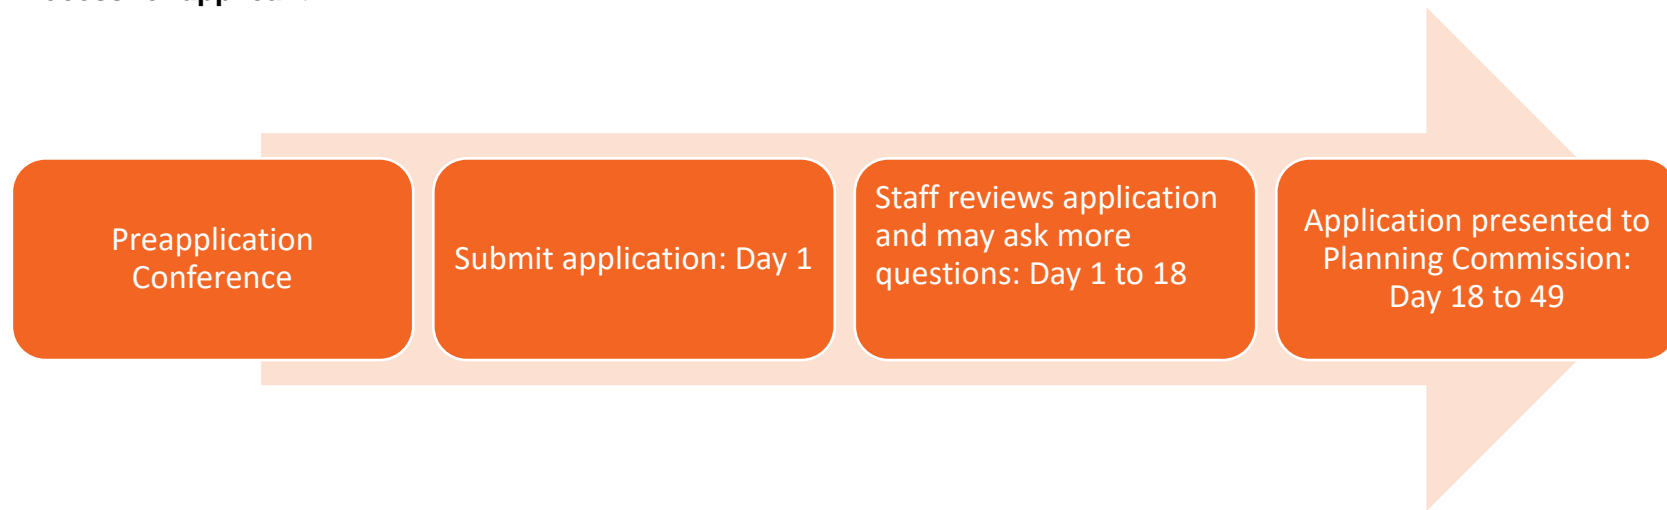 Preapplication
Conference
Submit application: Day 1
Staff reviews application
and may ask more
questions: Day 1 to 18
Application presented to
Planning Commission:
Day 18 to 49